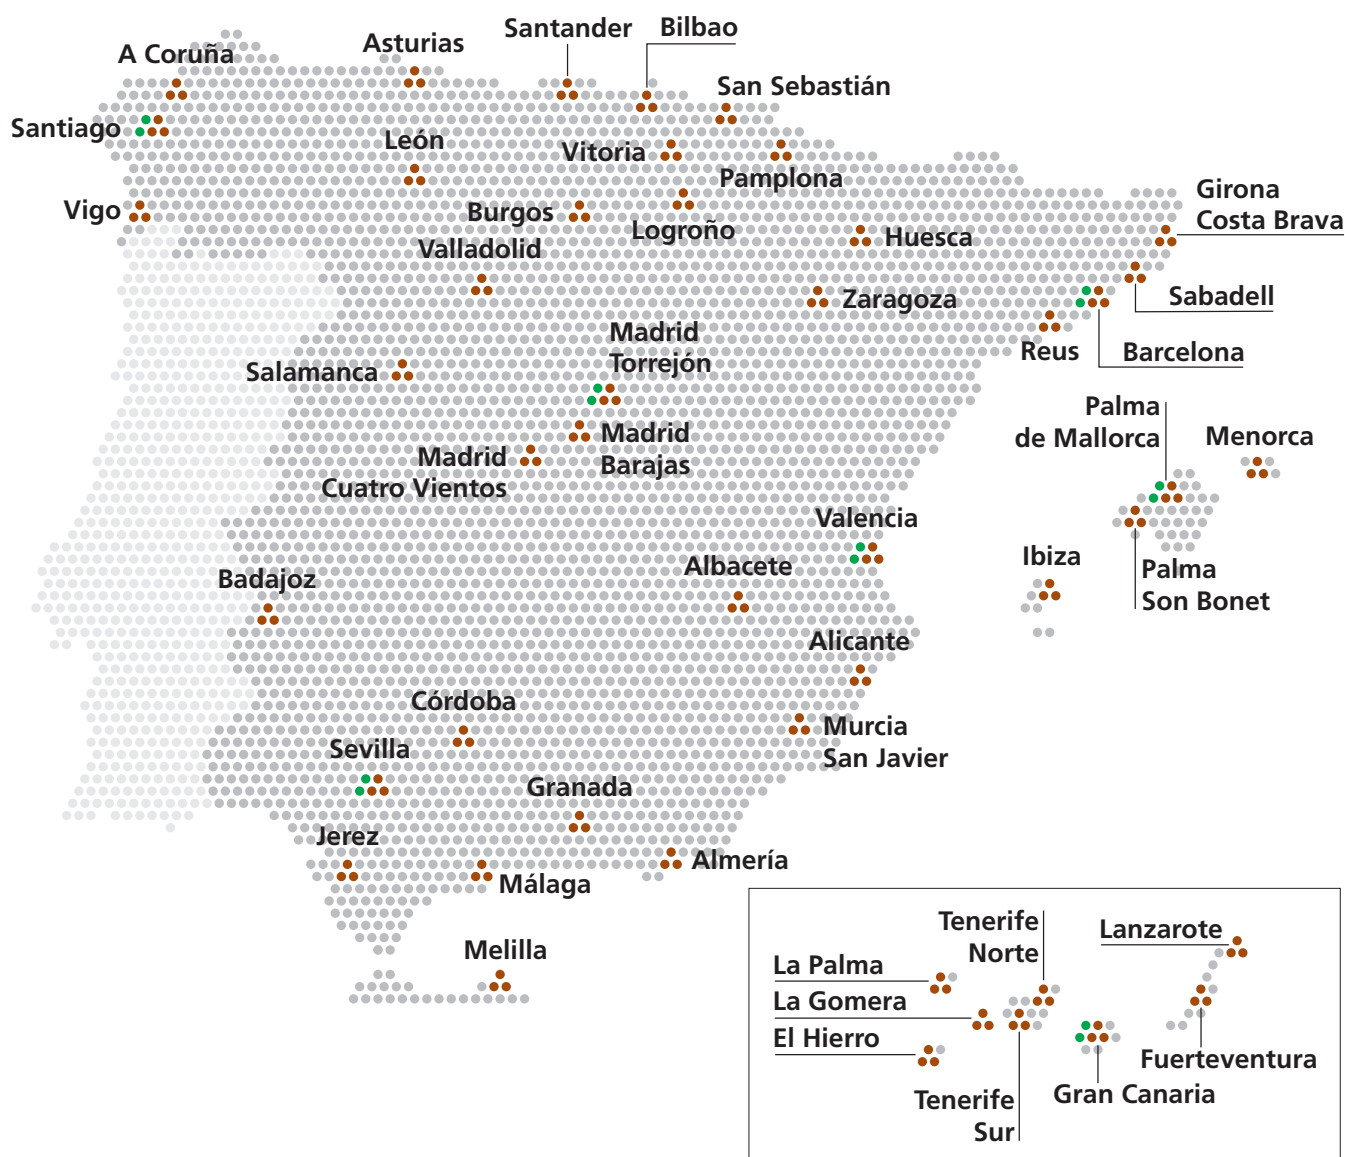 Santander
Bilbao
Asturias
A Coruña
San Sebastián
Santiago
León
Vitoria
Pamplona
Girona
Costa Brava
Vigo
Burgos
Logroño
Huesca
Valladolid
Zaragoza
Sabadell
Madrid
Torrejón
Reus
Barcelona
Salamanca
Palma
de Mallorca
Menorca
Madrid
Barajas
Madrid
Cuatro Vientos
Valencia
Ibiza
Albacete
Badajoz
Palma
Son Bonet
Alicante
Córdoba
Murcia
San Javier
Sevilla
Granada
Jerez
Almería
Málaga
Melilla
Tenerife
Norte
Lanzarote
La Palma
La Gomera
El Hierro
Fuerteventura
Gran Canaria
Tenerife
Sur